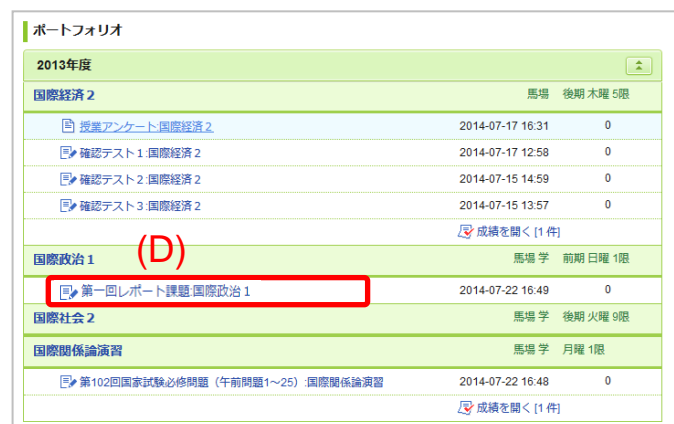 ポートフォリオ
2013年度
国際経済２ 馬場 後期 木曜 5限
授業アンケート:国際経済２ 2014-07-17 16:31 0
確認テスト１:国際経済２ 2014-07-17 12:58 0
確認テスト２:国際経済２ 2014-07-15 14:59 0
確認テスト３:国際経済２ 2014-07-15 13:57 0
成績を開く [1 件]
(D)
国際政治１ 馬場 学 前期 日曜 1限
第一回レポート課題:国際政治１ 2014-07-22 16:49 0
国際社会２ 馬場 学 後期 火曜 9限
国際関係論演習 馬場 学 月曜 1限
第102回国家試験必修問題（午前問題1～25）:国際関係論演習 2014-07-22 16:48 0
成績を開く [1 件]